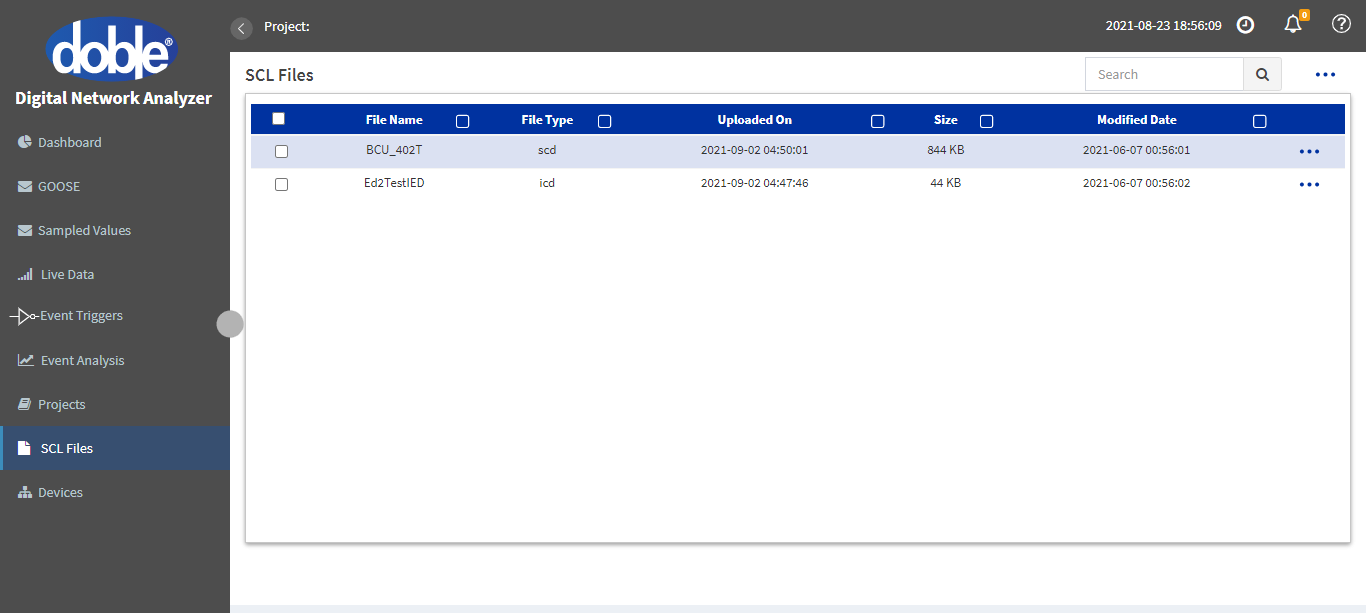 doble®
Digital Network Analyzer
Dashboard
GOOSE
Sampled Values
Live Data
Event Triggers
Event Analysis
Projects
SCL Files
Devices
Project:
2021-08-23 18:56:09
0
SCL Files
Search
File Name File Type Uploaded On Size Modified Date
BCU_402T scd 2021-09-02 04:50:01 844 KB 2021-06-07 00:56:01
Ed2TestIED icd 2021-09-02 04:47:46 44 KB 2021-06-07 00:56:02